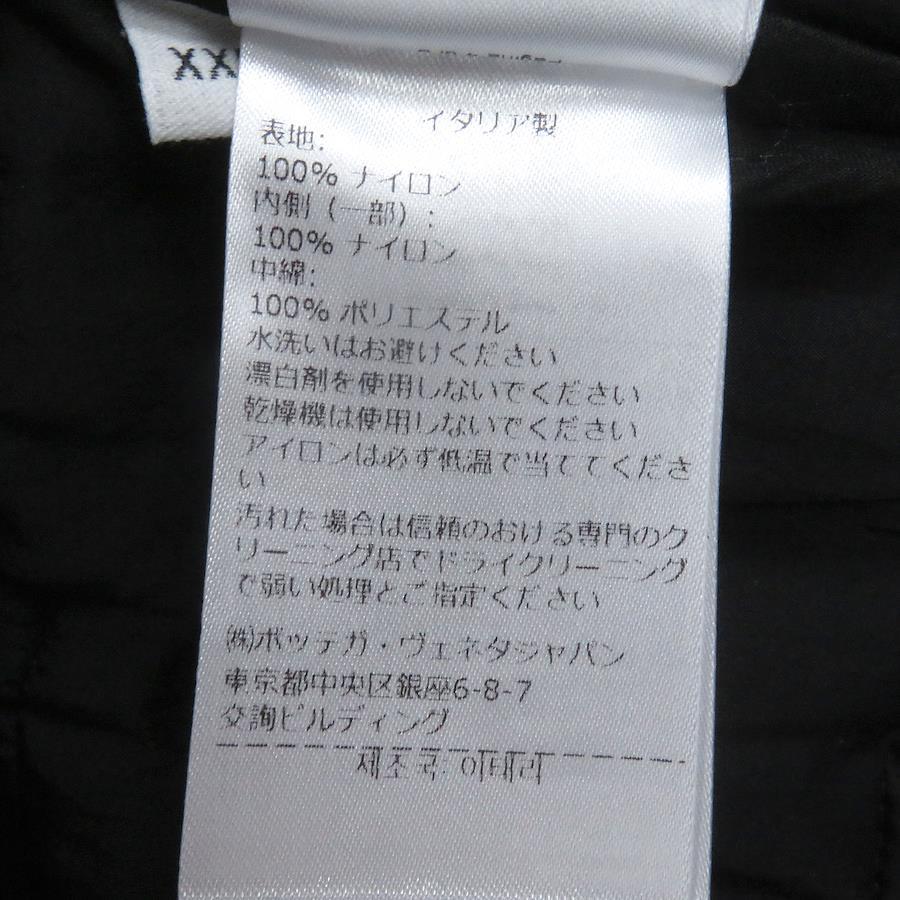 XX
イタリア製
表地:
100% ナイロン
内側 (一部) :
100% ナイロン
中綿:
100% ポリエステル
水洗いはお避けください
漂白剤を使用しないでください
乾燥機は使用しないでください
アイロンは必ず低温で当ててくださ
い
汚れた場合は信頼のおける専門のク
リーニング店でドライクリーニング
で弱い処理とご指定ください
㈱ボッテガ・ヴェネタジャパン
東京都中央区銀座6-8-7
交詢ビルディング
제조국: 이태리